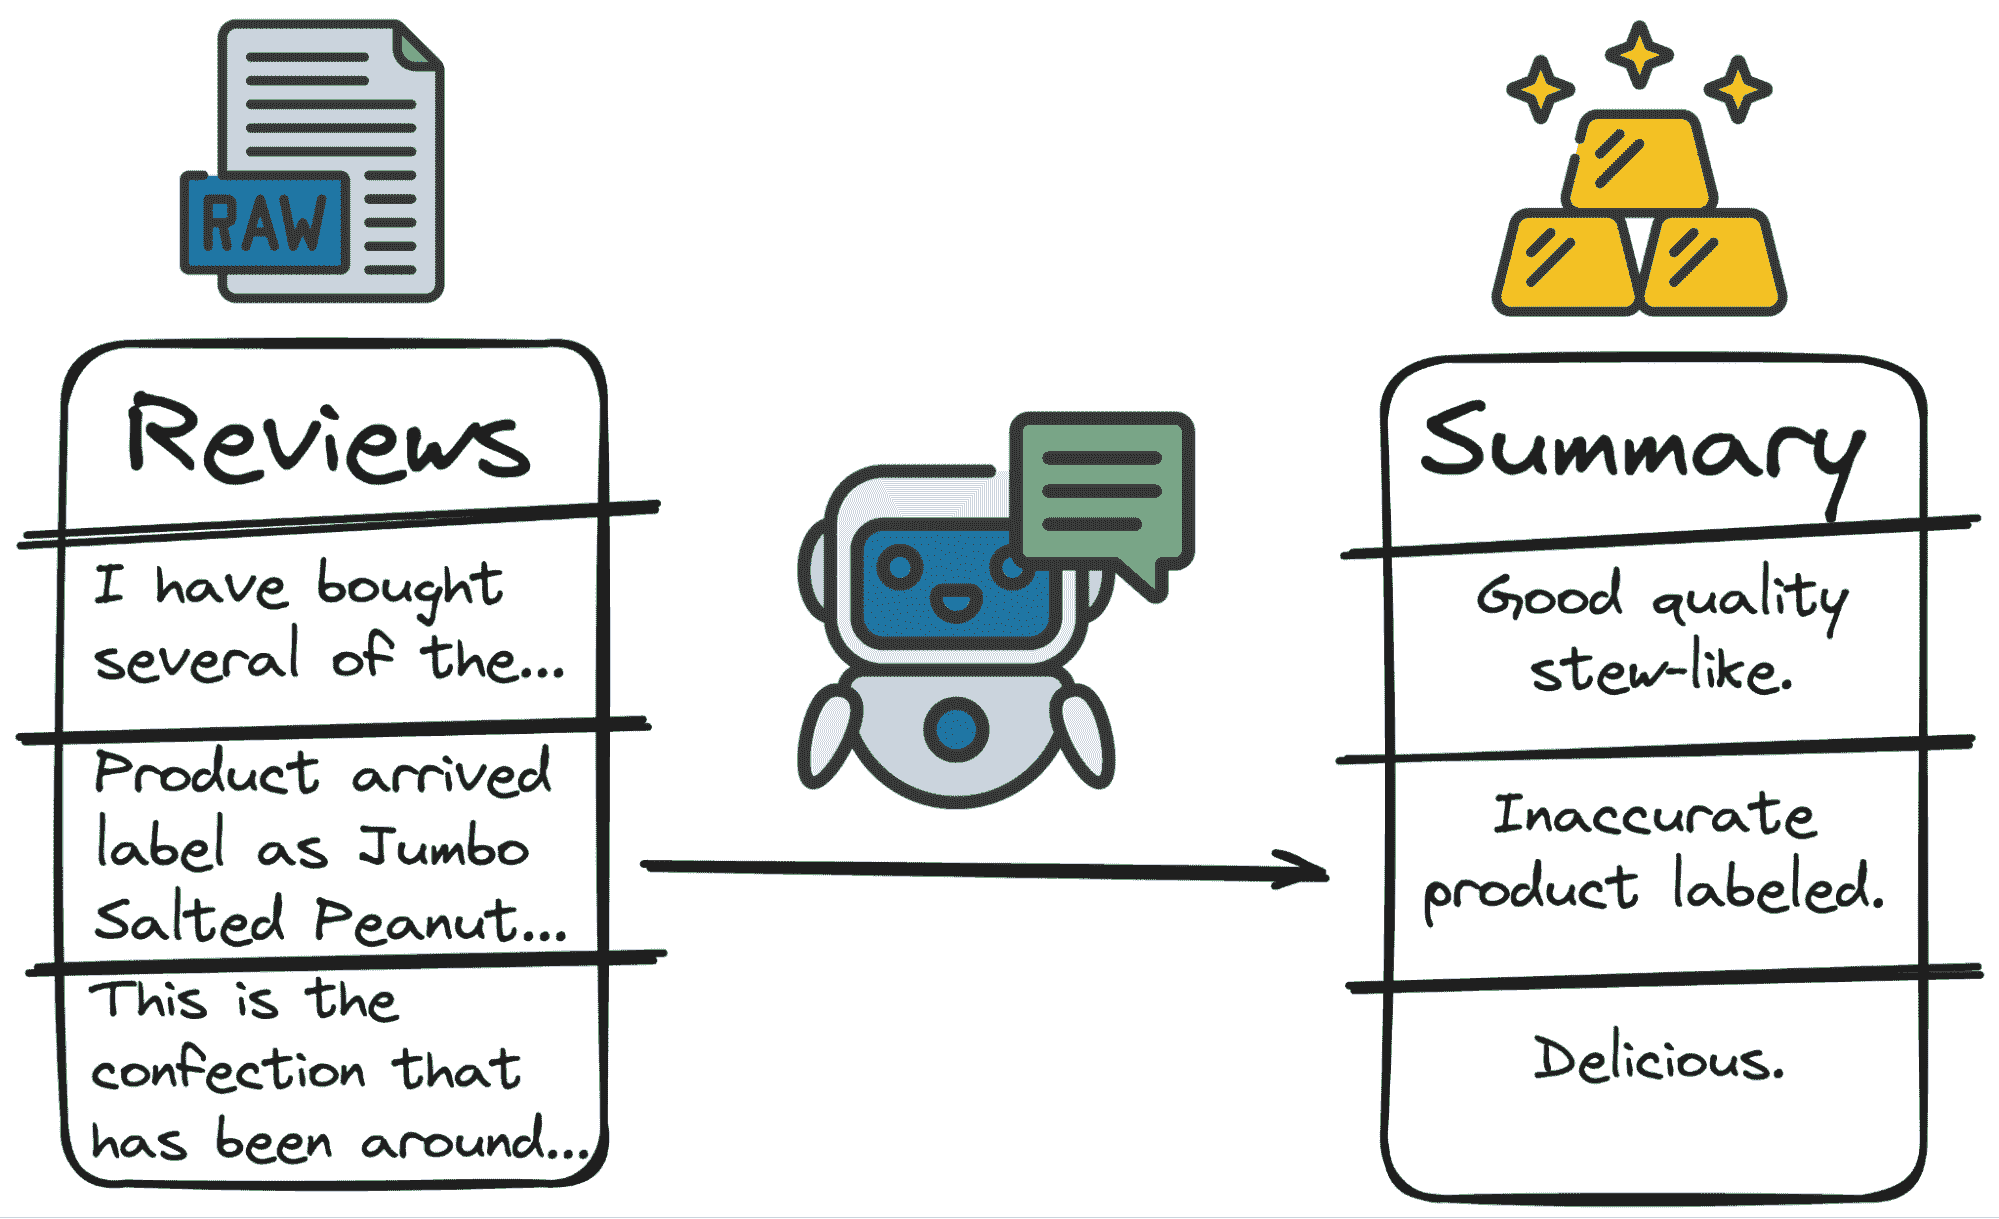 RAW
Reviews
I have bought
several of the...
Product arrived
label as Jumbo
Salted Peanut...
This is the
confection that
has been around...
Summary
Good quality
stew-like.
Inaccurate
product labeled.
Delicious.